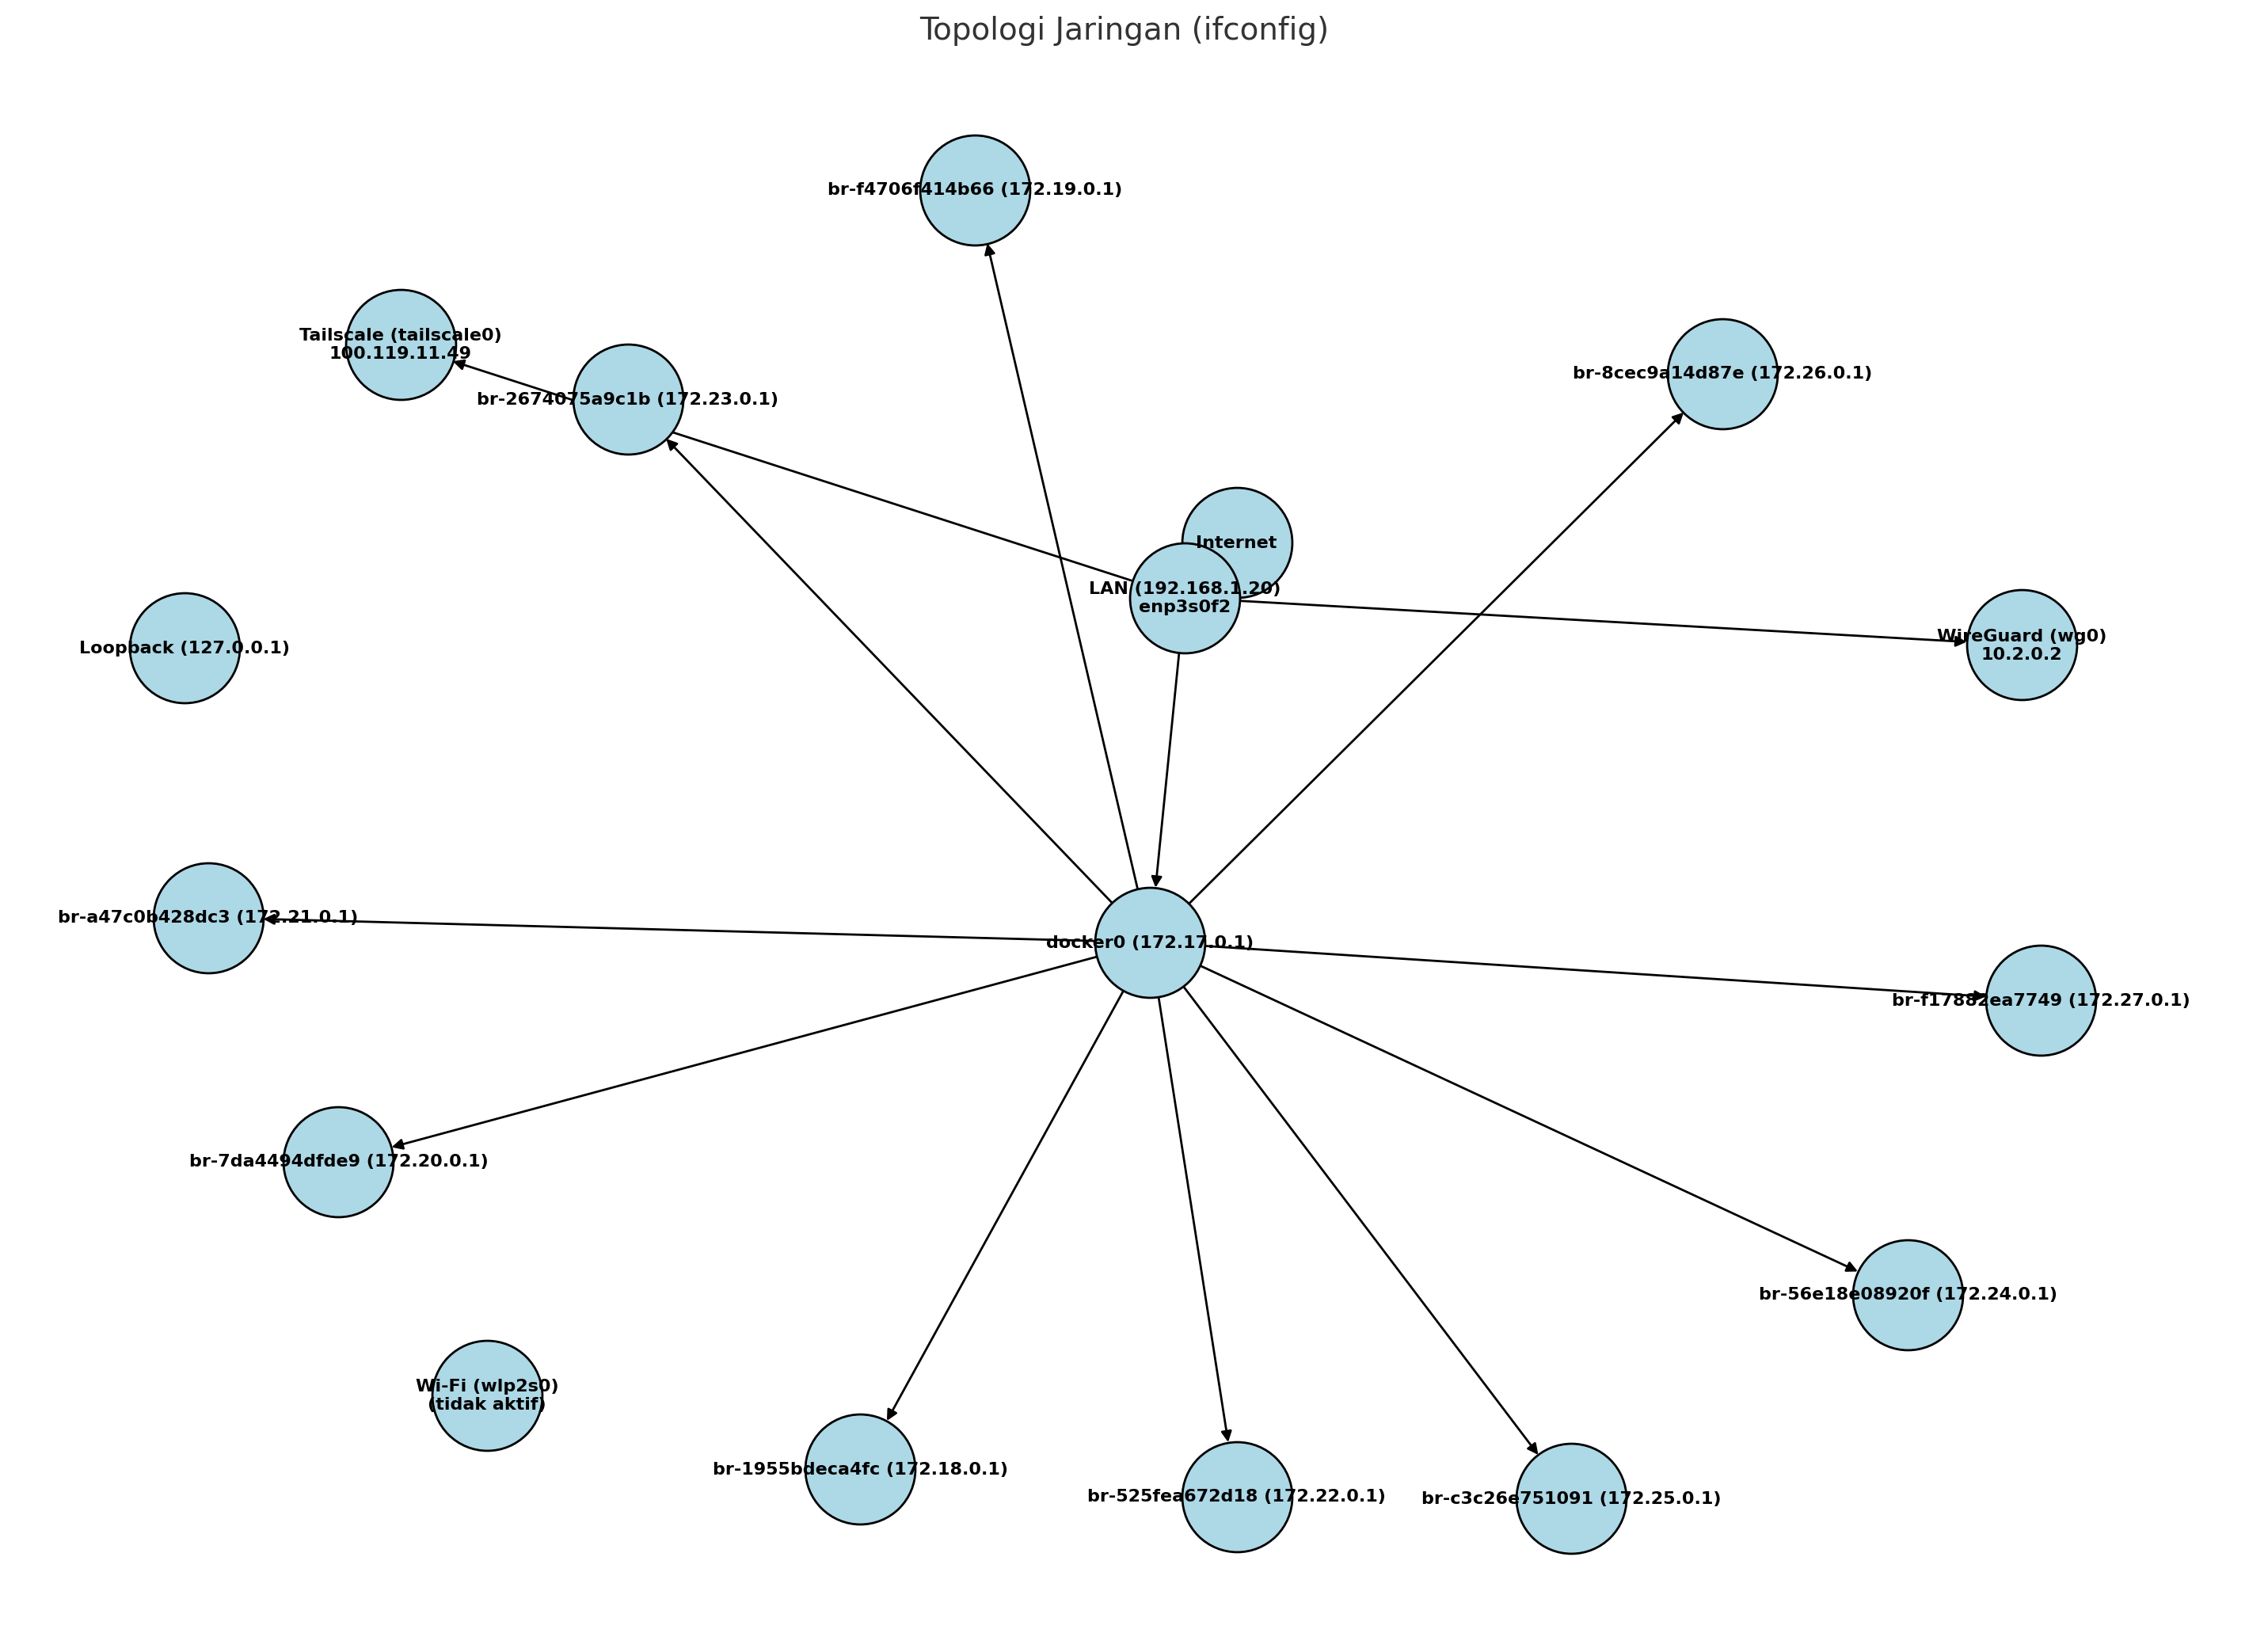 Topologi Jaringan (ifconfig)
br-f4706f414b66 (172.19.0.1)
Tailscale (tailscale0)
100.119.11.49
br-8cec9a14d87e (172.26.0.1)
br-2674075a9c1b (172.23.0.1)
Internet
LAN (192.168.1.20)
enp3s0f2
WireGuard (wg0)
10.2.0.2
Loopback (127.0.0.1)
br-a47c0b428dc3 (172.21.0.1)
docker0 (172.17.0.1)
br-f17882ea7749 (172.27.0.1)
br-7da4494dfde9 (172.20.0.1)
br-56e18e08920f (172.24.0.1)
Wi-Fi (wlp2s0)
(tidak aktif)
br-1955bdeca4fc (172.18.0.1)
br-525fea672d18 (172.22.0.1)
br-c3c26e751091 (172.25.0.1)